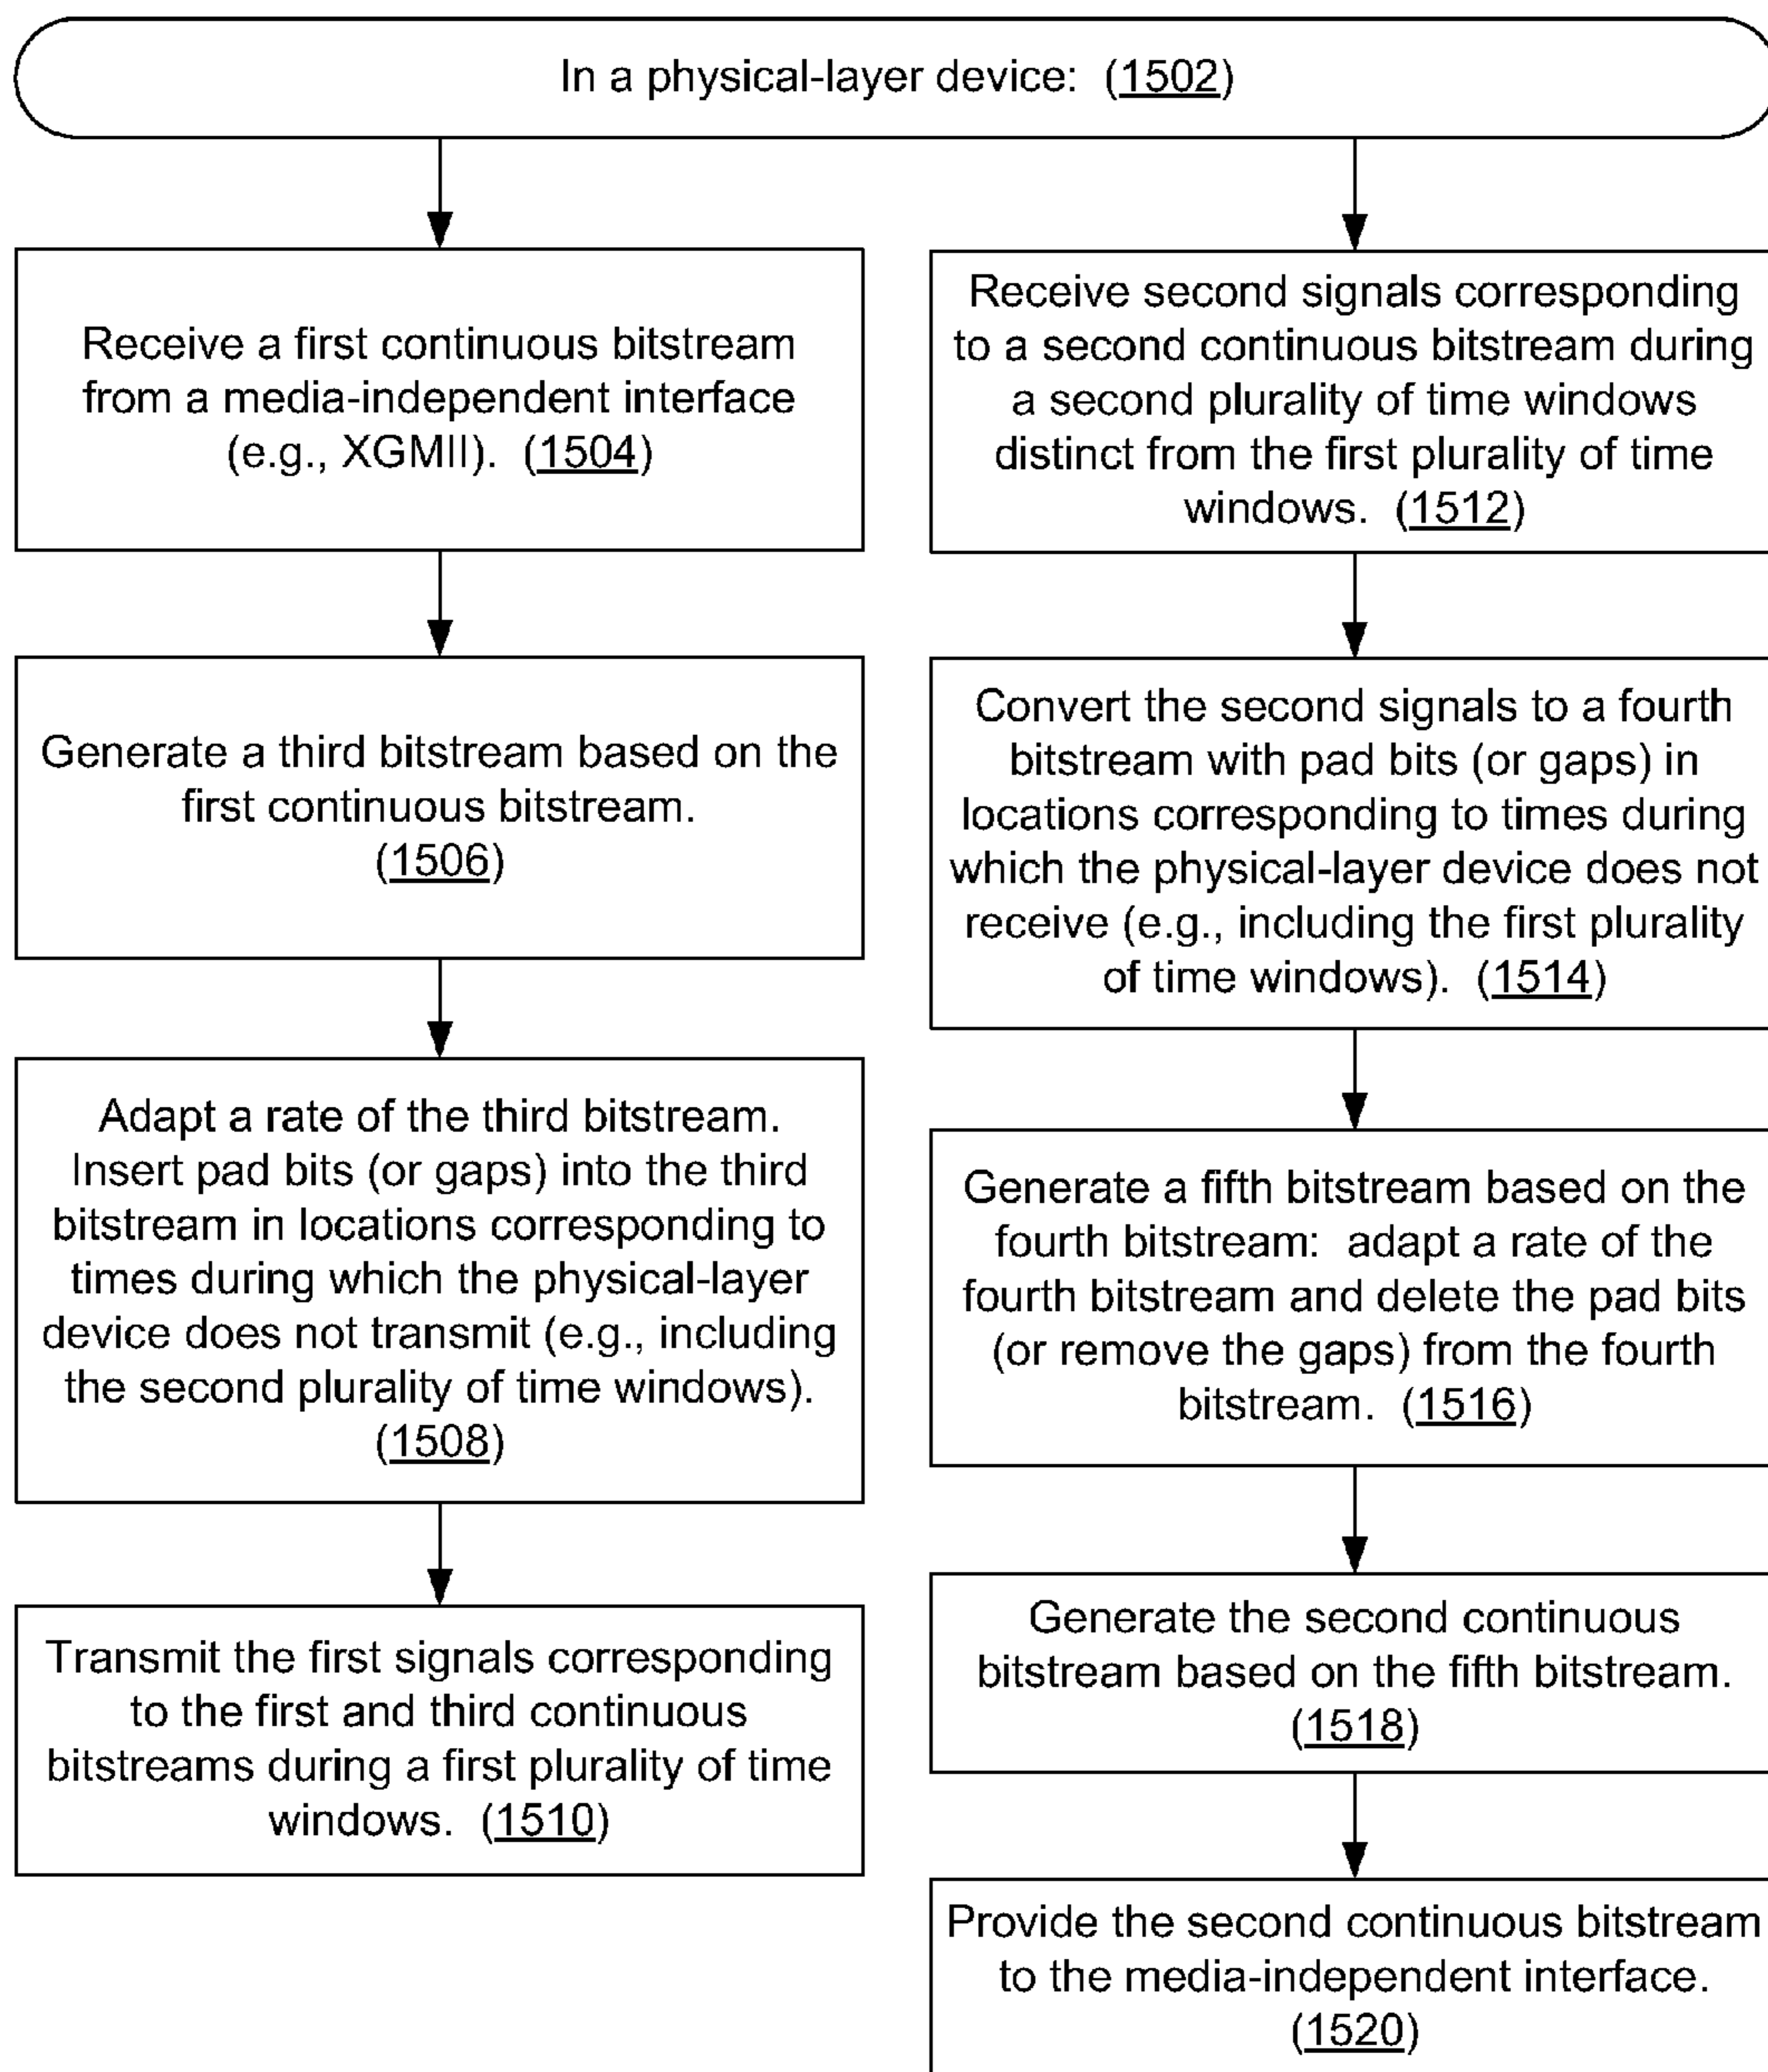 In a physical-layer device: (1502)
Receive a first continuous bitstream
from a media-independent interface
(e.g., XGMII). (1504)
Generate a third bitstream based on the
first continuous bitstream.
(1506)
Adapt a rate of the third bitstream.
Insert pad bits (or gaps) into the third
bitstream in locations corresponding to
times during which the physical-layer
device does not transmit (e.g., including
the second plurality of time windows).
(1508)
Transmit the first signals corresponding
to the first and third continuous
bitstreams during a first plurality of time
windows. (1510)
Receive second signals corresponding
to a second continuous bitstream during
a second plurality of time windows
distinct from the first plurality of time
windows. (1512)
Convert the second signals to a fourth
bitstream with pad bits (or gaps) in
locations corresponding to times during
which the physical-layer device does not
receive (e.g., including the first plurality
of time windows). (1514)
Generate a fifth bitstream based on the
fourth bitstream: adapt a rate of the
fourth bitstream and delete the pad bits
(or remove the gaps) from the fourth
bitstream. (1516)
Generate the second continuous
bitstream based on the fifth bitstream.
(1518)
Provide the second continuous bitstream
to the media-independent interface.
(1520)